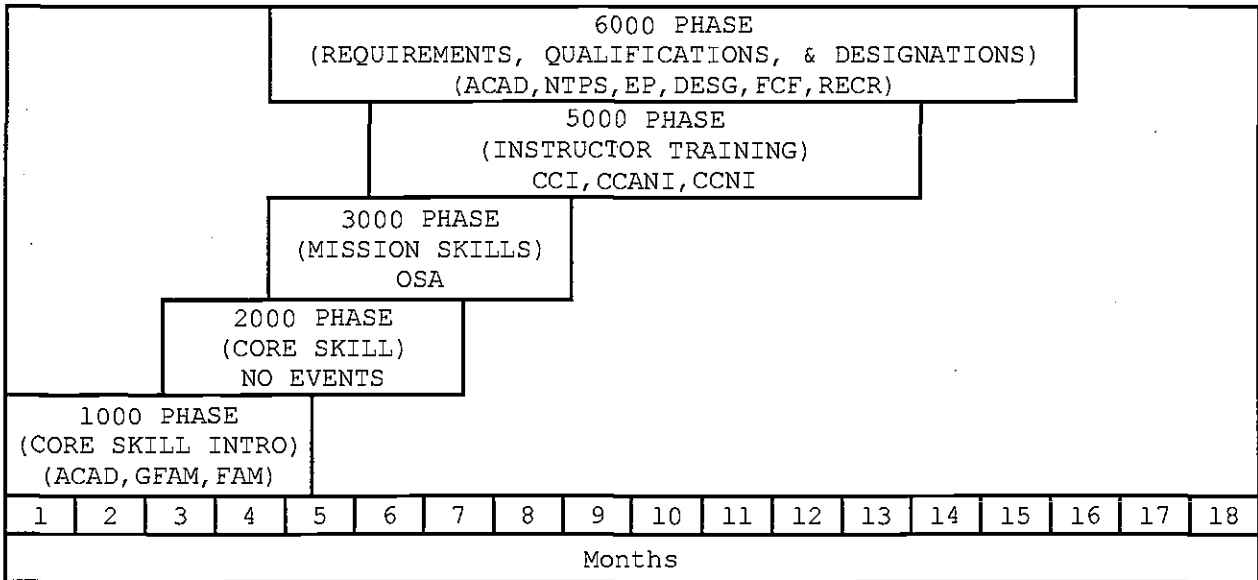 6000 PHASE
(REQUIREMENTS, QUALIFICATIONS, & DESIGNATIONS)
(ACAD,NTPS,EP,DESG,FCF,RECR)
5000 PHASE
(INSTRUCTOR TRAINING)
CCI,CCANI,CCNI
3000 PHASE
(MISSION SKILLS)
OSA
2000 PHASE
(CORE SKILL)
NO EVENTS
1000 PHASE
(CORE SKILL INTRO)
(ACAD,GFAM,FAM)
1 2 3 4 5 6 7 8 9 10 11 12 13 14 15 16 17 18
Months